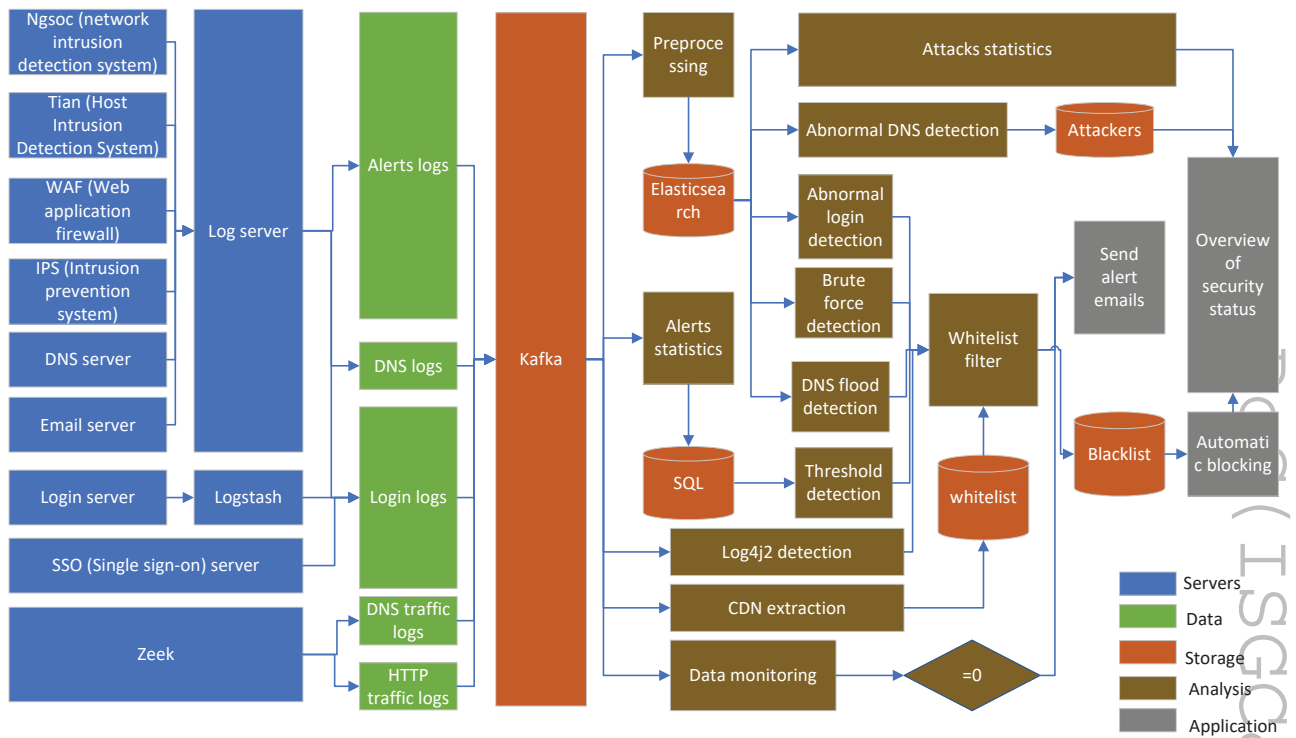 Ngsoc (network
intrusion
detection system)
Tian (Host
Intrusion
Detection System)
WAF (Web
application
firewall)
IPS (Intrusion
prevention
system)
DNS server
Email server
Login server
SSO (Single sign-on) server
Zeek
Log server
Logstash
Alerts logs
DNS logs
Login logs
DNS traffic
logs
HTTP
traffic logs
Kafka
Preproce
ssing
Elasticsea
rch
Alerts
statistics
SQL
Log4j2 detection
CDN extraction
Data monitoring
Attacks statistics
Abnormal DNS detection
Attackers
Abnormal
login
detection
Brute
force
detection
DNS flood
detection
Threshold
detection
Whitelist
filter
whitelist
=0
Send
alert
emails
Blacklist
Overview
of
security
status
Automati
c blocking
Servers
Data
Storage
Analysis
Application
(ISGC